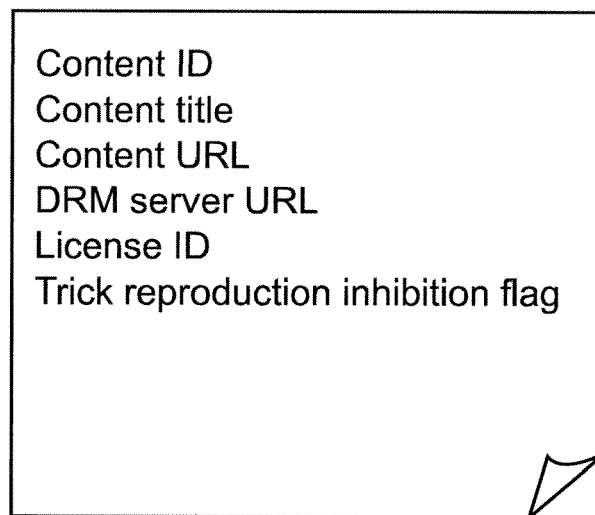 Content ID
Content title
Content URL
DRM server URL
License ID
Trick reproduction inhibition flag